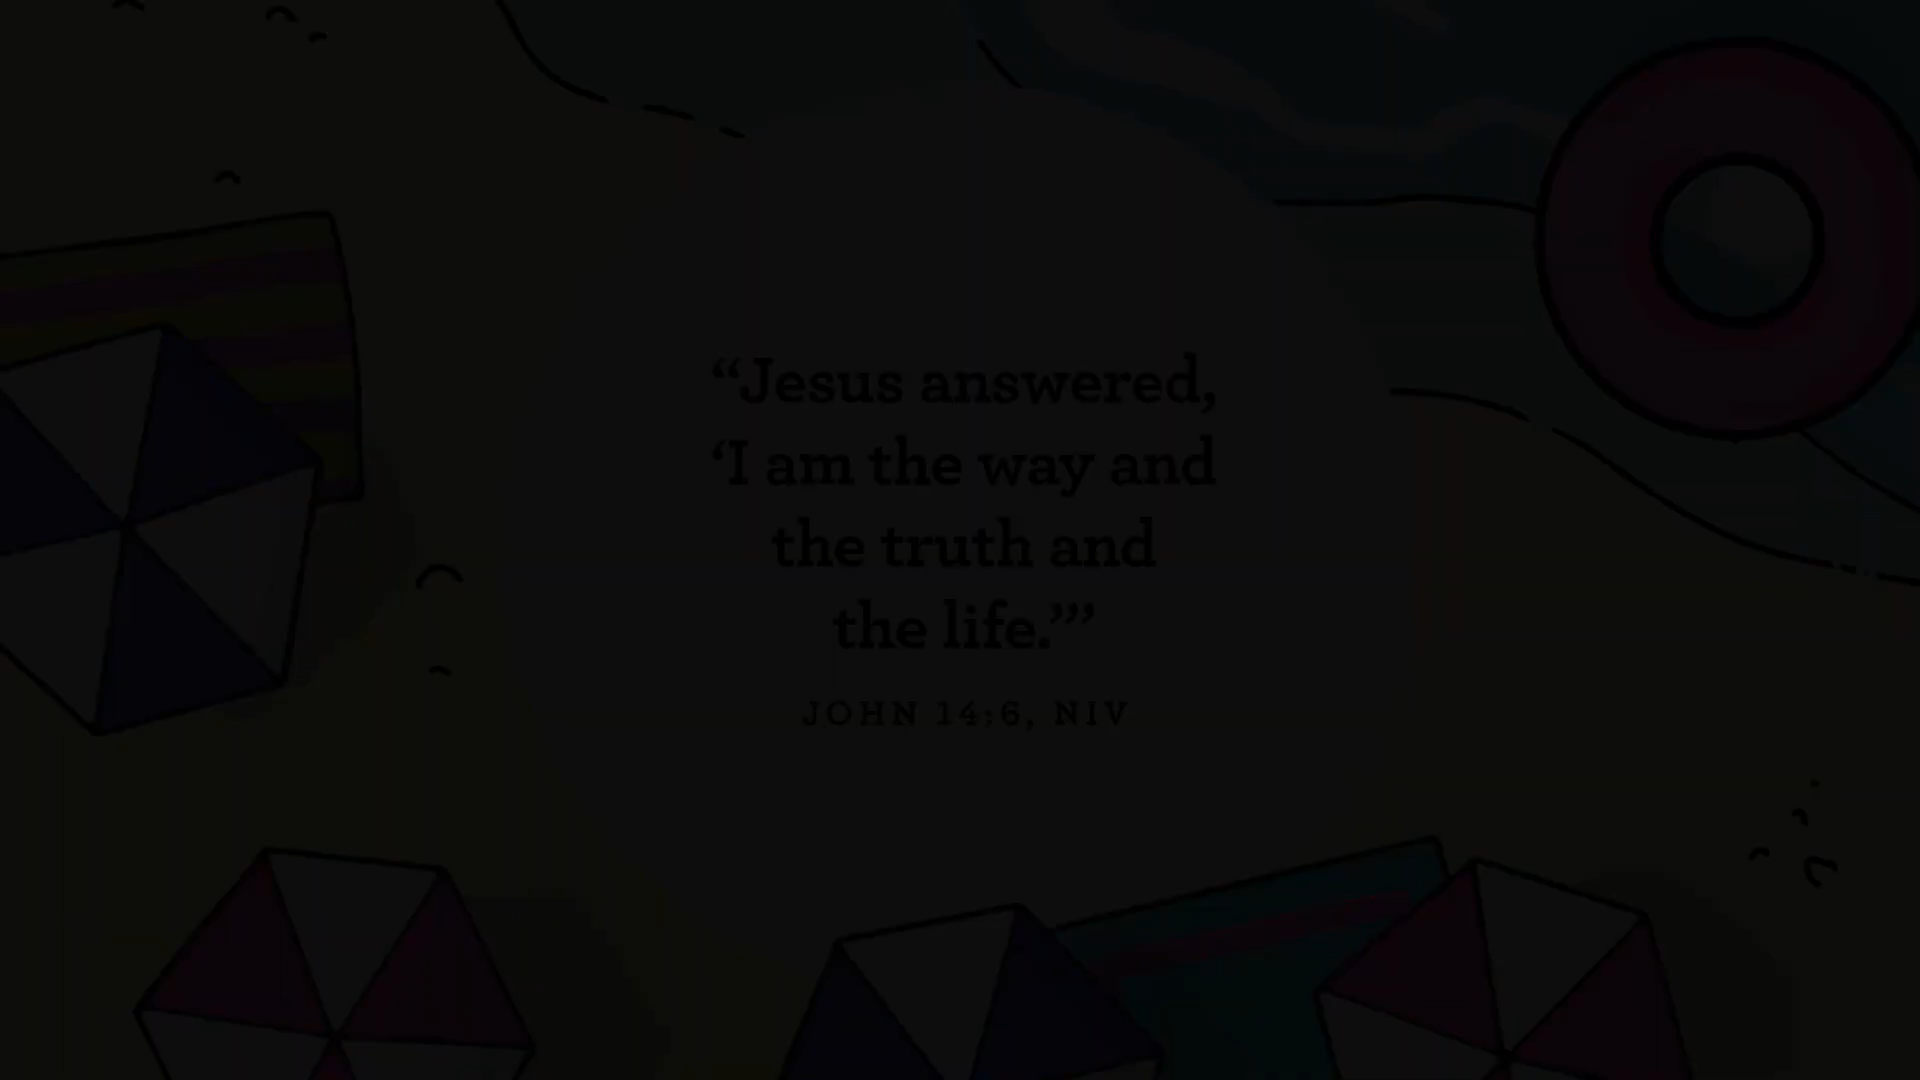 “Jesus answered,
‘I am the way and
the truth and
the life.’”
JOHN 14:6, NIV